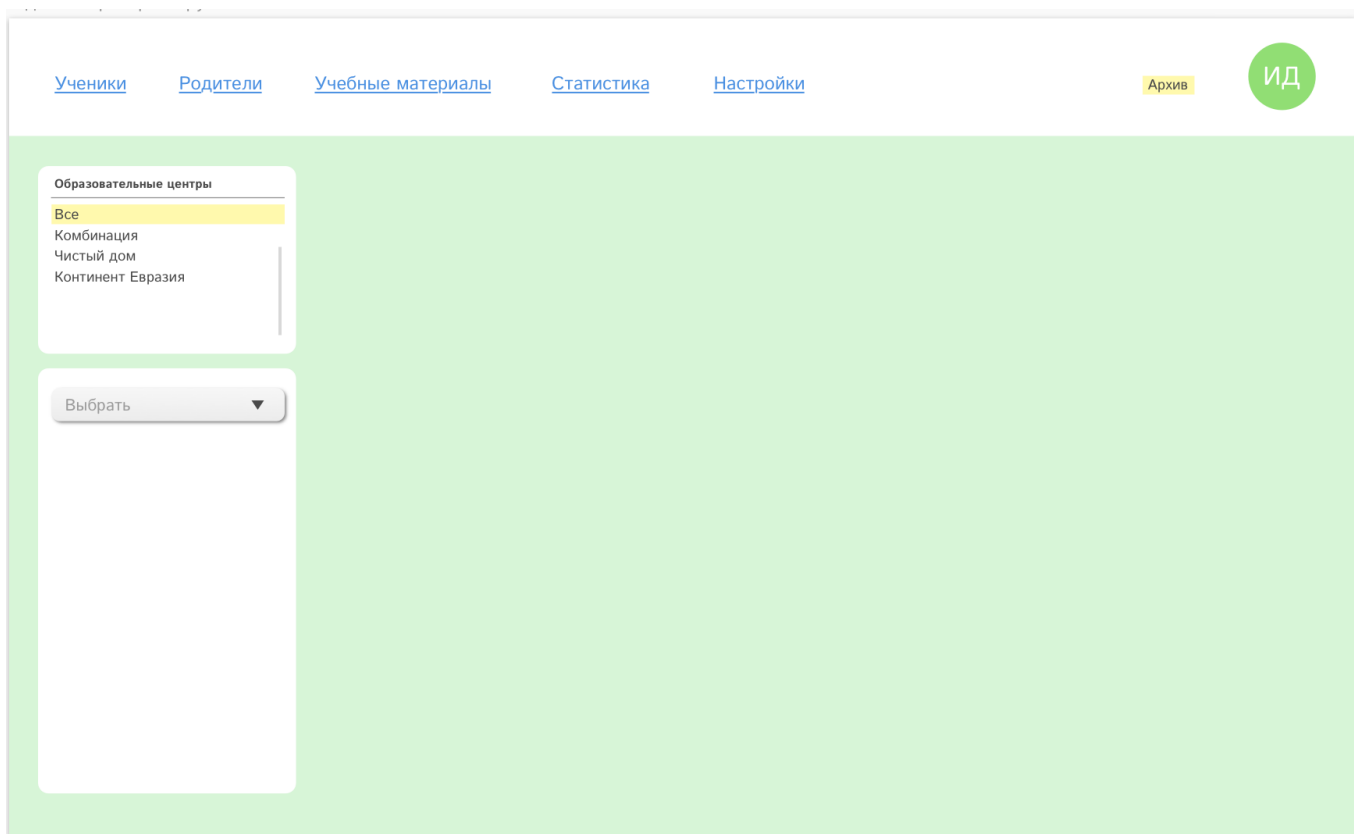 Ученики Родители Учебные материалы Статистика Настройки Архив ИД
Образовательные центры
Все
Комбинация
Чистый дом
Континент Евразия
Выбрать